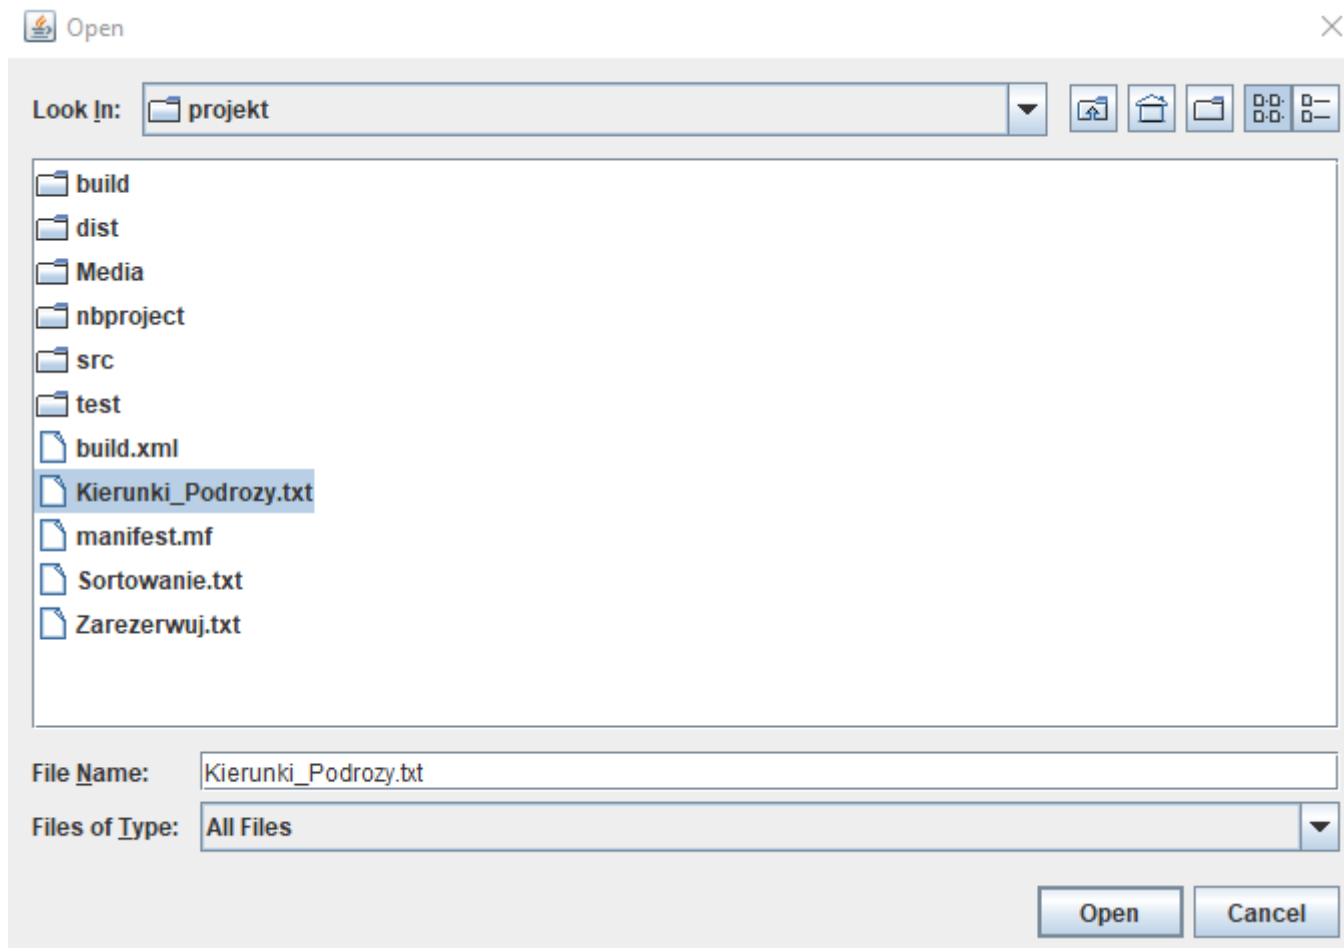 Open
Look In: projekt
build
dist
Media
nbproject
src
test
build.xml
Kierunki_Podrozy.txt
manifest.mf
Sortowanie.txt
Zarezerwuj.txt
File Name: Kierunki_Podrozy.txt
Files of Type: All Files
Open Cancel